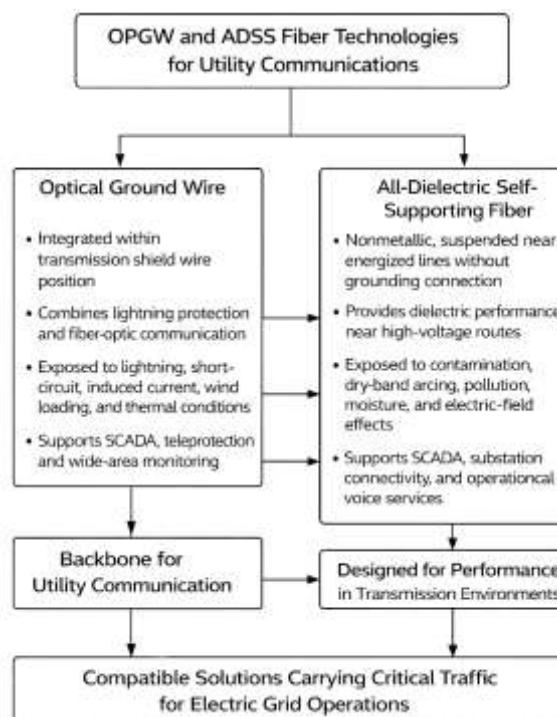 OPGW and ADSS Fiber Technologies
for Utility Communications
Optical Ground Wire
• Integrated within
transmission shield wire
position
• Combines lightning protection
and fiber-optic communication
• Exposed to lightning, short-
circuit, induced current, wind
loading, and thermal conditions
• Supports SCADA, teleprotection
and wide-area monitoring
All-Dielectric Self-
Supporting Fiber
• Nonmetallic, suspended near
energized lines without
grounding connection
• Provides dielectric performance
near high-voltage routes
• Exposed to contamination,
dry-band arcing, pollution,
moisture, and electric-field
effects
• Supports SCADA, substation
connectivity, and operationcal
voice services
Backbone for
Utility Communication
Designed for Performance
in Transmission Environments
Compatible Solutions Carrying Critical Traffic
for Electric Grid Operations